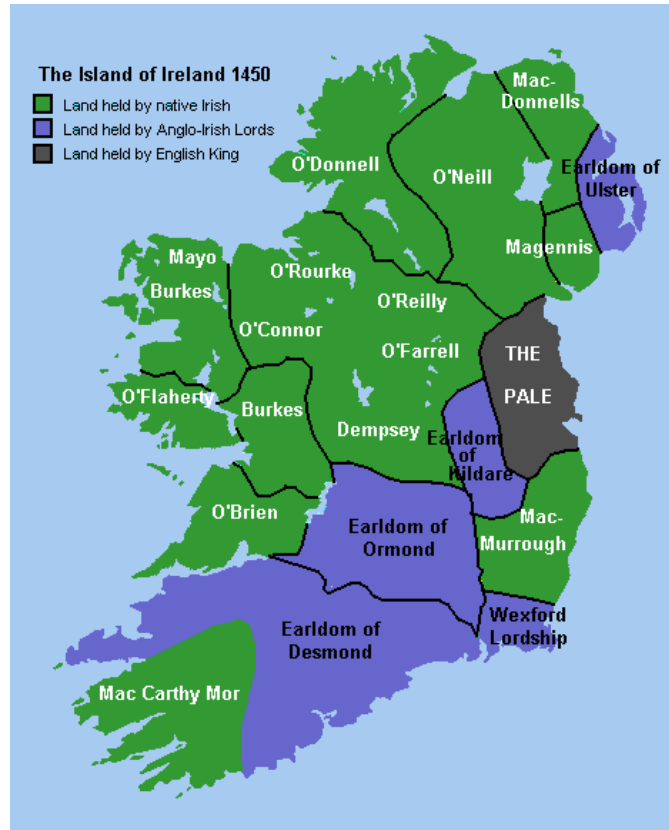 The Island of Ireland 1450
Land held by native Irish
Land held by Anglo-Irish Lords
Land held by English King
Mac-
Donnells
O'Donnell
O'Neill
Earldom of
Ulster
Magennis
Mayo
Burkes
O'Rourke
O'Reilly
O'Connor
O'Farrell
THE
PALE
O'Flaherty
Burkes
Dempsey
Earldom
of
Kildare
O'Brien
Earldom of
Ormond
Mac-
Murrough
Wexford
Lordship
Earldom of
Desmond
Mac Carthy Mor